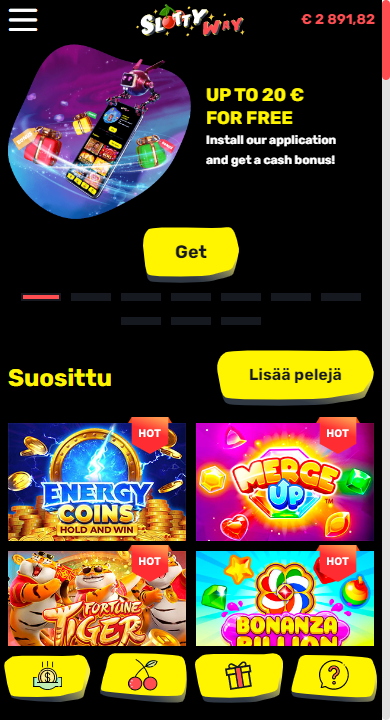 SLOTTY WAY
€ 2 891,82
UP TO 20 €
FOR FREE
Install our application
and get a cash bonus!
Get
Suosittu
Lisää pelejä
HOT
HOT
ENERGY
COINS
HOLD AND WIN
MERGE
UP™
HOT
HOT
FORTUNE
TIGER
BONANZA
BILLION